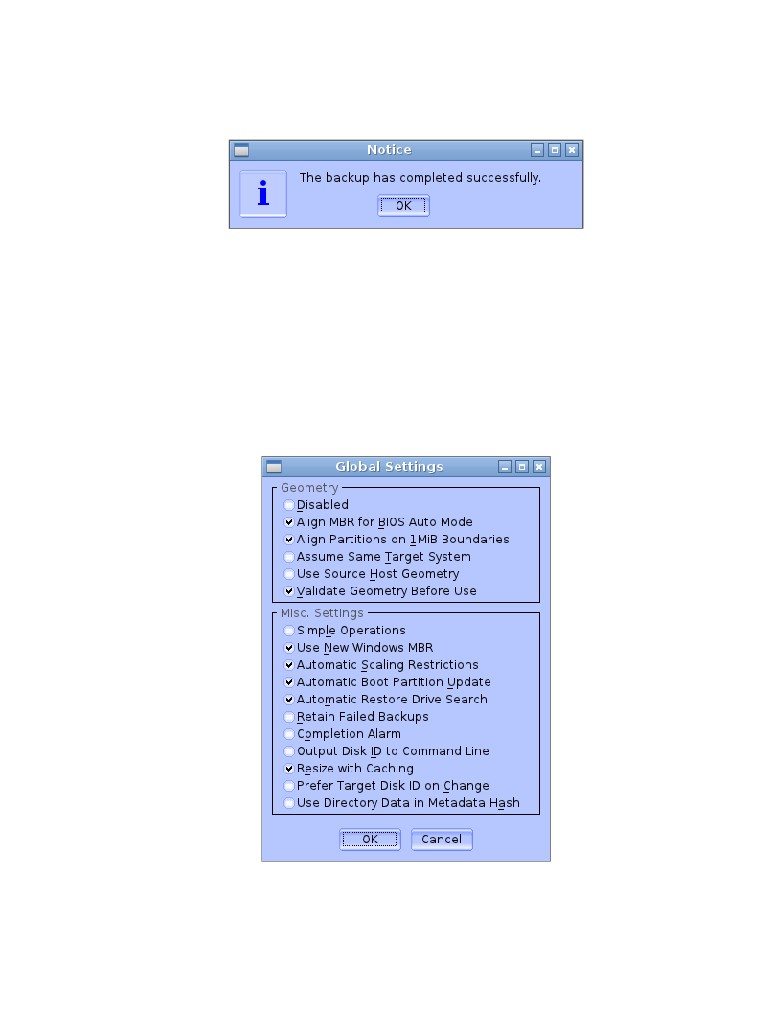 Notice
The backup has completed successfully.
OK
Global Settings
Geometry
Disabled
Align MBR for BIOS Auto Mode
Align Partitions on 1MiB Boundaries
Assume Same Target System
Use Source Host Geometry
Validate Geometry Before Use
Misc. Settings
Simple Operations
Use New Windows MBR
Automatic Scaling Restrictions
Automatic Boot Partition Update
Automatic Restore Drive Search
Retain Failed Backups
Completion Alarm
Output Disk ID to Command Line
Resize with Caching
Prefer Target Disk ID on Change
Use Directory Data in Metadata Hash
OK Cancel